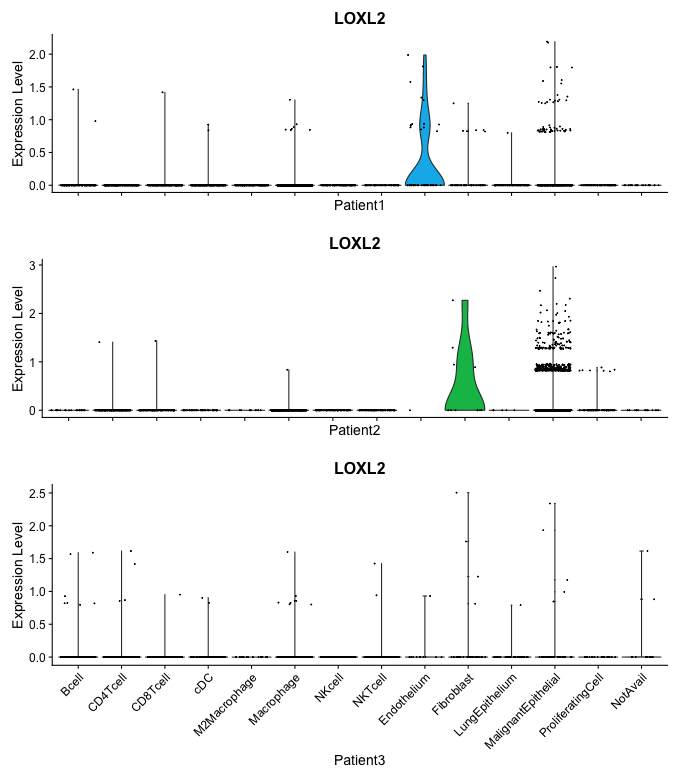 LOXL2
Expression Level
2.0
1.5
1.0
0.5
0.0
Patient1
LOXL2
Expression Level
3
2
1
0
Patient2
LOXL2
Expression Level
2.5
2.0
1.5
1.0
0.5
0.0
Bcell
CD4Tcell
CD8Tcell
cDC
M2Macrophage
Macrophage
NKcell
NKTcell
Endothelium
Fibroblast
LungEpithelium
MalignantEpithelial
ProliferatingCell
NotAvail
Patient3